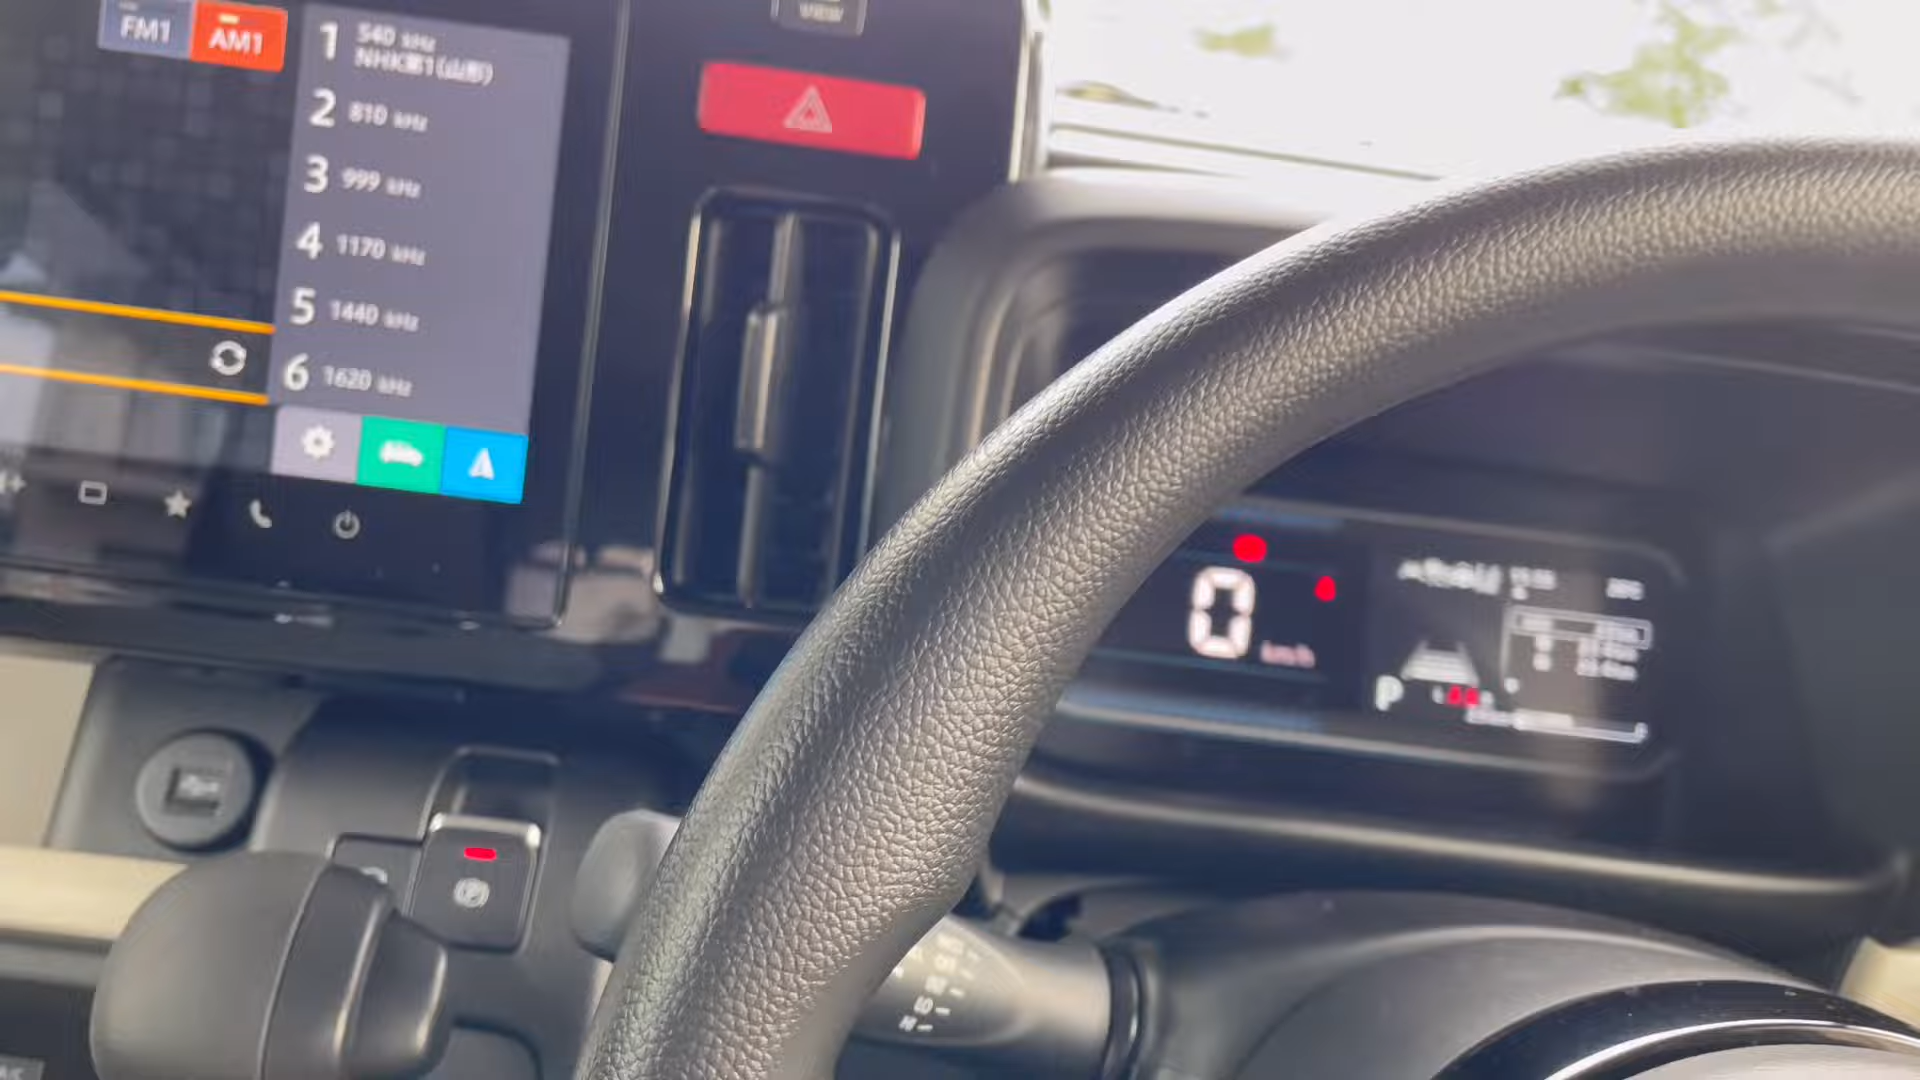 FM1
AM1
1 540 kHz
NHK第1(山形)
2 810 kHz
3 999 kHz
4 1170 kHz
5 1440 kHz
6 1620 kHz
VIEW
0
km/h
P